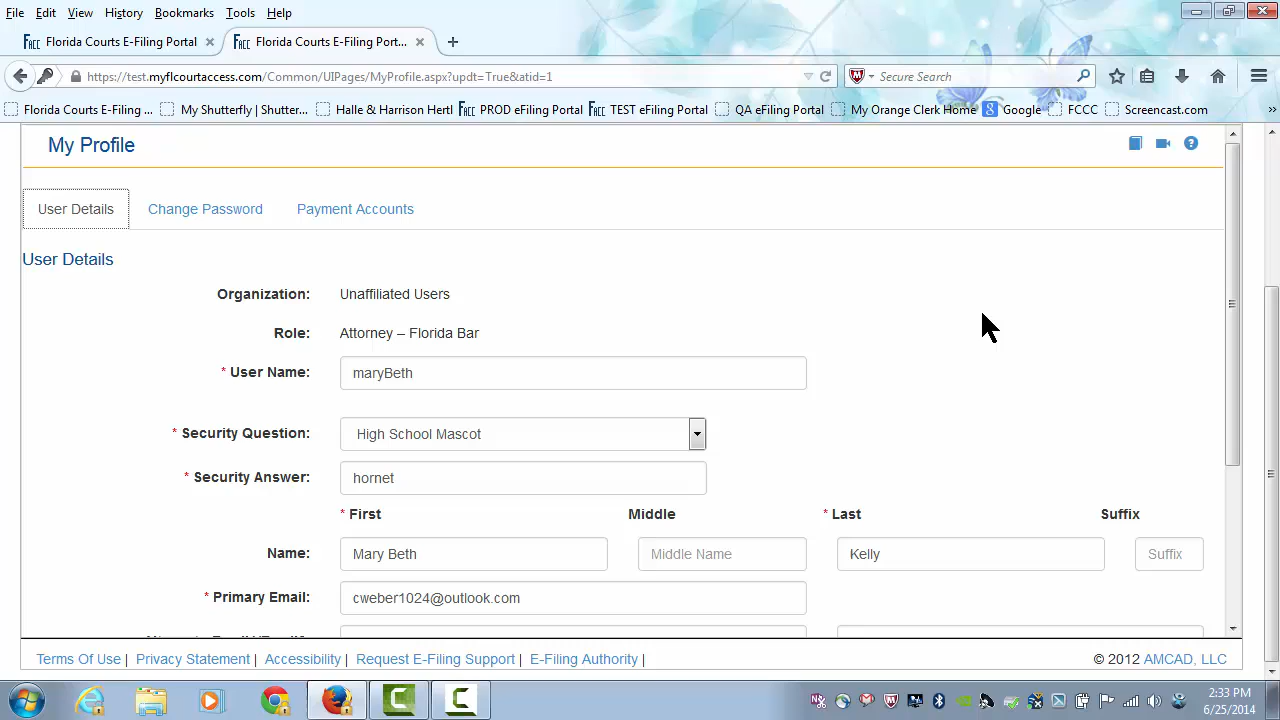 File Edit View History Bookmarks Tools Help
FACC Florida Courts E-Filing Portal × FACC Florida Courts E-Filing Port... × +
https://test.myflcourtaccess.com/Common/UIPages/MyProfile.aspx?updt=True&atid=1 Secure Search
Florida Courts E-Filing ... My Shutterfly | Shutter... Halle & Harrison Hertl FACC PROD eFiling Portal FACC TEST eFiling Portal QA eFiling Portal My Orange Clerk Home Google FCCC Screencast.com »
My Profile
User Details Change Password Payment Accounts
User Details
Organization: Unaffiliated Users
Role: Attorney – Florida Bar
* User Name: maryBeth
* Security Question: High School Mascot
* Security Answer: hornet
* First Middle * Last Suffix
Name: Mary Beth Middle Name Kelly Suffix
* Primary Email: cweber1024@outlook.com
Terms Of Use | Privacy Statement | Accessibility | Request E-Filing Support | E-Filing Authority | © 2012 AMCAD, LLC
2:33 PM
6/25/2014